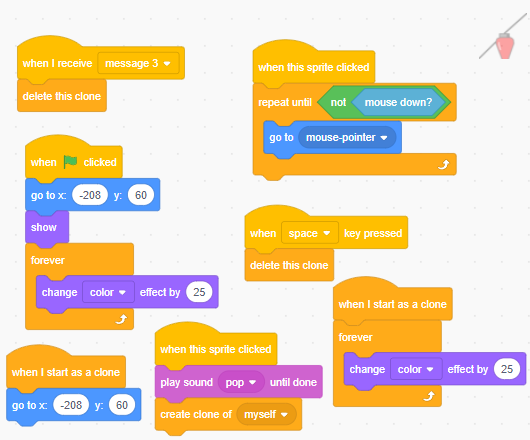 when I receive message 3
delete this clone
when clicked
go to x: -208 y: 60
show
forever
change color effect by 25
when I start as a clone
go to x: -208 y: 60
when this sprite clicked
play sound pop until done
create clone of myself
when this sprite clicked
repeat until not mouse down?
go to mouse-pointer
when space key pressed
delete this clone
when I start as a clone
forever
change color effect by 25